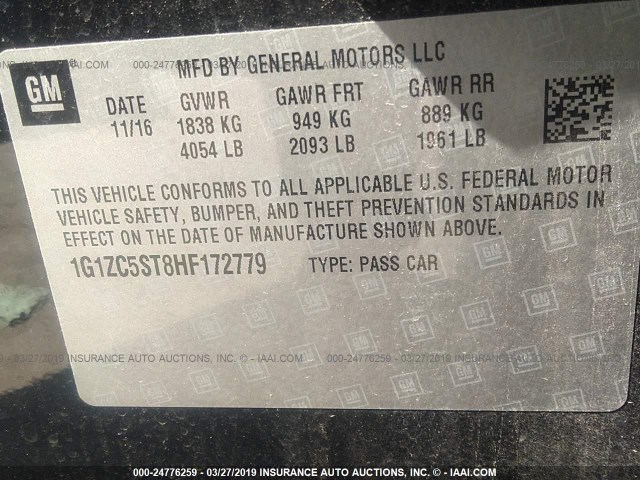 GM
®
MFD BY GENERAL MOTORS LLC
DATE GVWR GAWR FRT GAWR RR
11/16 1838 KG 949 KG 889 KG
4054 LB 2093 LB 1961 LB
THIS VEHICLE CONFORMS TO ALL APPLICABLE U.S. FEDERAL MOTOR
VEHICLE SAFETY, BUMPER, AND THEFT PREVENTION STANDARDS IN
EFFECT ON THE DATE OF MANUFACTURE SHOWN ABOVE.
1G1ZC5ST8HF172779 TYPE: PASS CAR
000-24776259 - 03/27/2019 INSURANCE AUTO AUCTIONS, INC. - © IAAI.COM